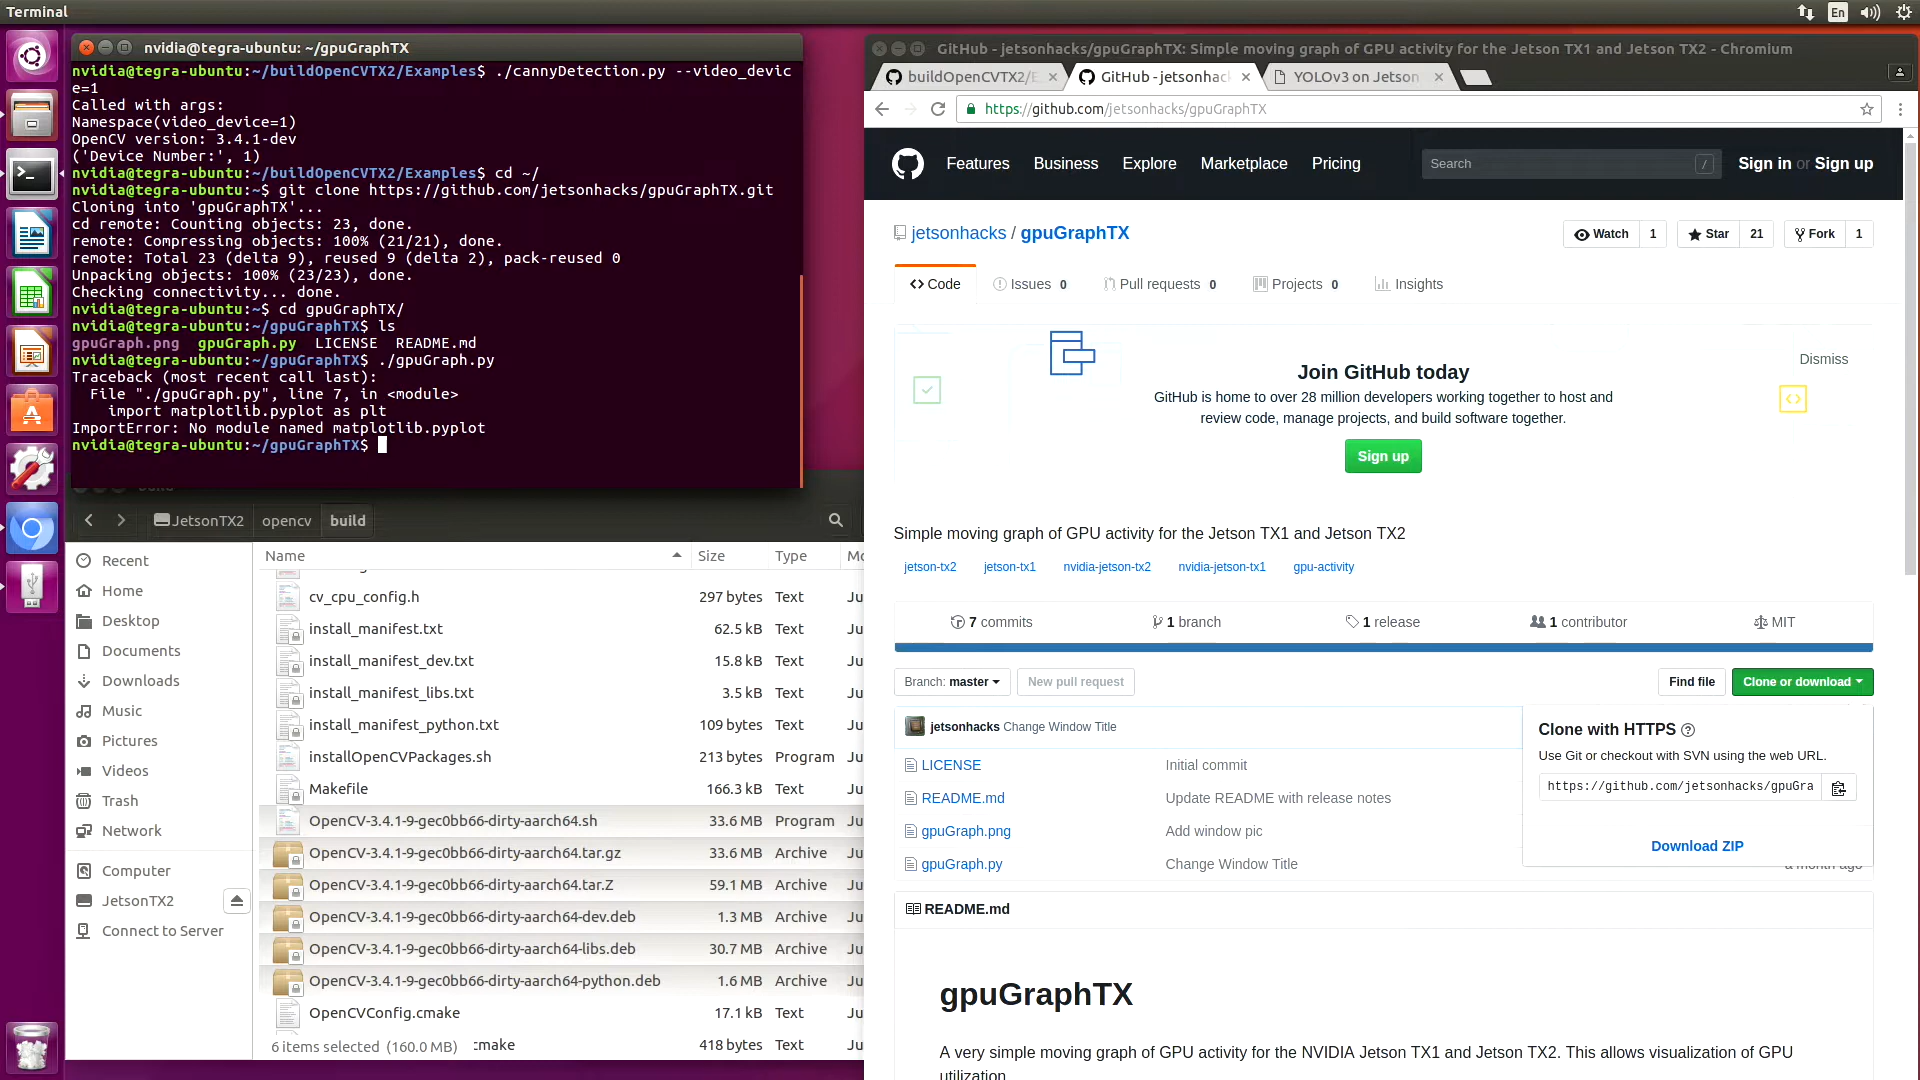 Terminal
En
nvidia@tegra-ubuntu: ~/gpuGraphTX
nvidia@tegra-ubuntu:~/buildOpenCVTX2/Examples$ ./cannyDetection.py --video_devic
e=1
Called with args:
Namespace(video_device=1)
OpenCV version: 3.4.1-dev
('Device Number:', 1)
nvidia@tegra-ubuntu:~/buildOpenCVTX2/Examples$ cd ~/
nvidia@tegra-ubuntu:~$ git clone https://github.com/jetsonhacks/gpuGraphTX.git
Cloning into 'gpuGraphTX'...
cd remote: Counting objects: 23, done.
remote: Compressing objects: 100% (21/21), done.
remote: Total 23 (delta 9), reused 9 (delta 2), pack-reused 0
Unpacking objects: 100% (23/23), done.
Checking connectivity... done.
nvidia@tegra-ubuntu:~$ cd gpuGraphTX/
nvidia@tegra-ubuntu:~/gpuGraphTX$ ls
gpuGraph.png  gpuGraph.py  LICENSE  README.md
nvidia@tegra-ubuntu:~/gpuGraphTX$ ./gpuGraph.py
Traceback (most recent call last):
  File "./gpuGraph.py", line 7, in <module>
    import matplotlib.pyplot as plt
ImportError: No module named matplotlib.pyplot
nvidia@tegra-ubuntu:~/gpuGraphTX$
JetsonTX2 opencv build
Recent
Home
Desktop
Documents
Downloads
Music
Pictures
Videos
Trash
Network
Computer
JetsonTX2
Connect to Server
Name Size Type Mo
cv_cpu_config.h 297 bytes Text Ju
install_manifest.txt 62.5 kB Text Ju
install_manifest_dev.txt 15.8 kB Text Ju
install_manifest_libs.txt 3.5 kB Text Ju
install_manifest_python.txt 109 bytes Text Ju
installOpenCVPackages.sh 213 bytes Program Ju
Makefile 166.3 kB Text Ju
OpenCV-3.4.1-9-gec0bb66-dirty-aarch64.sh 33.6 MB Program Ju
OpenCV-3.4.1-9-gec0bb66-dirty-aarch64.tar.gz 33.6 MB Archive Ju
OpenCV-3.4.1-9-gec0bb66-dirty-aarch64.tar.Z 59.1 MB Archive Ju
OpenCV-3.4.1-9-gec0bb66-dirty-aarch64-dev.deb 1.3 MB Archive Ju
OpenCV-3.4.1-9-gec0bb66-dirty-aarch64-libs.deb 30.7 MB Archive Ju
OpenCV-3.4.1-9-gec0bb66-dirty-aarch64-python.deb 1.6 MB Archive Ju
OpenCVConfig.cmake 17.1 kB Text Ju
cmake 418 bytes Text Ju
6 items selected (160.0 MB)
GitHub - jetsonhacks/gpuGraphTX: Simple moving graph of GPU activity for the Jetson TX1 and Jetson TX2 - Chromium
buildOpenCVTX2/E
GitHub - jetsonhac
YOLOv3 on Jetson
https://github.com/jetsonhacks/gpuGraphTX
Features Business Explore Marketplace Pricing Search / Sign in or Sign up
jetsonhacks / gpuGraphTX
Watch 1 Star 21 Fork 1
Code Issues 0 Pull requests 0 Projects 0 Insights
Dismiss
Join GitHub today
GitHub is home to over 28 million developers working together to host and
review code, manage projects, and build software together.
Sign up
Simple moving graph of GPU activity for the Jetson TX1 and Jetson TX2
jetson-tx2 jetson-tx1 nvidia-jetson-tx2 nvidia-jetson-tx1 gpu-activity
7 commits 1 branch 1 release 1 contributor MIT
Branch: master New pull request Find file Clone or download
jetsonhacks Change Window Title
LICENSE Initial commit
README.md Update README with release notes
gpuGraph.png Add window pic
gpuGraph.py Change Window Title a month ago
Clone with HTTPS
Use Git or checkout with SVN using the web URL.
https://github.com/jetsonhacks/gpuGra
Download ZIP
README.md
gpuGraphTX
A very simple moving graph of GPU activity for the NVIDIA Jetson TX1 and Jetson TX2. This allows visualization of GPU
utilization